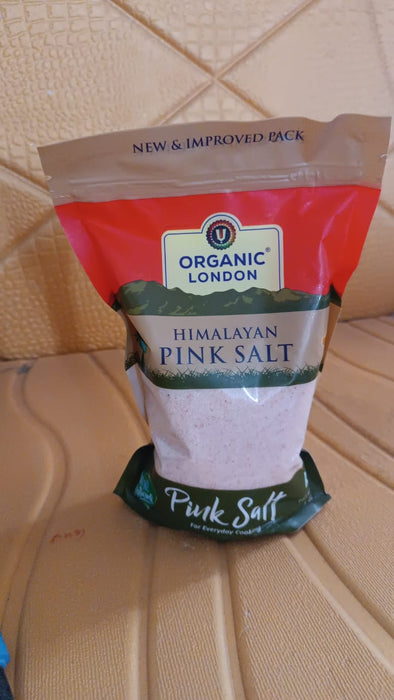 NEW & IMPROVED PACK
U
ORGANIC®
LONDON
HIMALAYAN
PINK SALT
Pink Salt
For Everyday Cooking